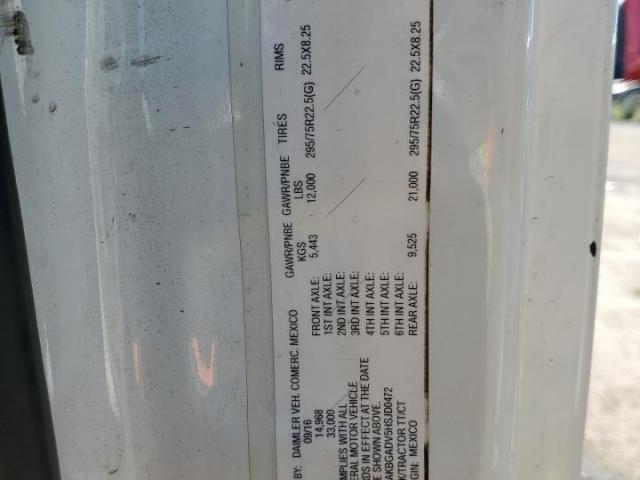 BY: DAIMLER VEH. COMERC. MEXICO GAWR/PNBE GAWR/PNBE TIRES RIMS
09/16 KGS LBS
14,968 FRONT AXLE: 5,443 12,000 295/75R22.5(G) 22.5X8.25
33,000 1ST INT AXLE:
2ND INT AXLE:
3RD INT AXLE:
4TH INT AXLE:
5TH INT AXLE:
6TH INT AXLE:
REAR AXLE: 9,525 21,000 295/75R22.5(G) 22.5X8.25
MPLIES WITH ALL
ERAL MOTOR VEHICLE
DS IN EFFECT AT THE DATE
E SHOWN ABOVE.
AKBGADV5HSJD0472
K/TRACTOR TT/CT
GIN: MEXICO